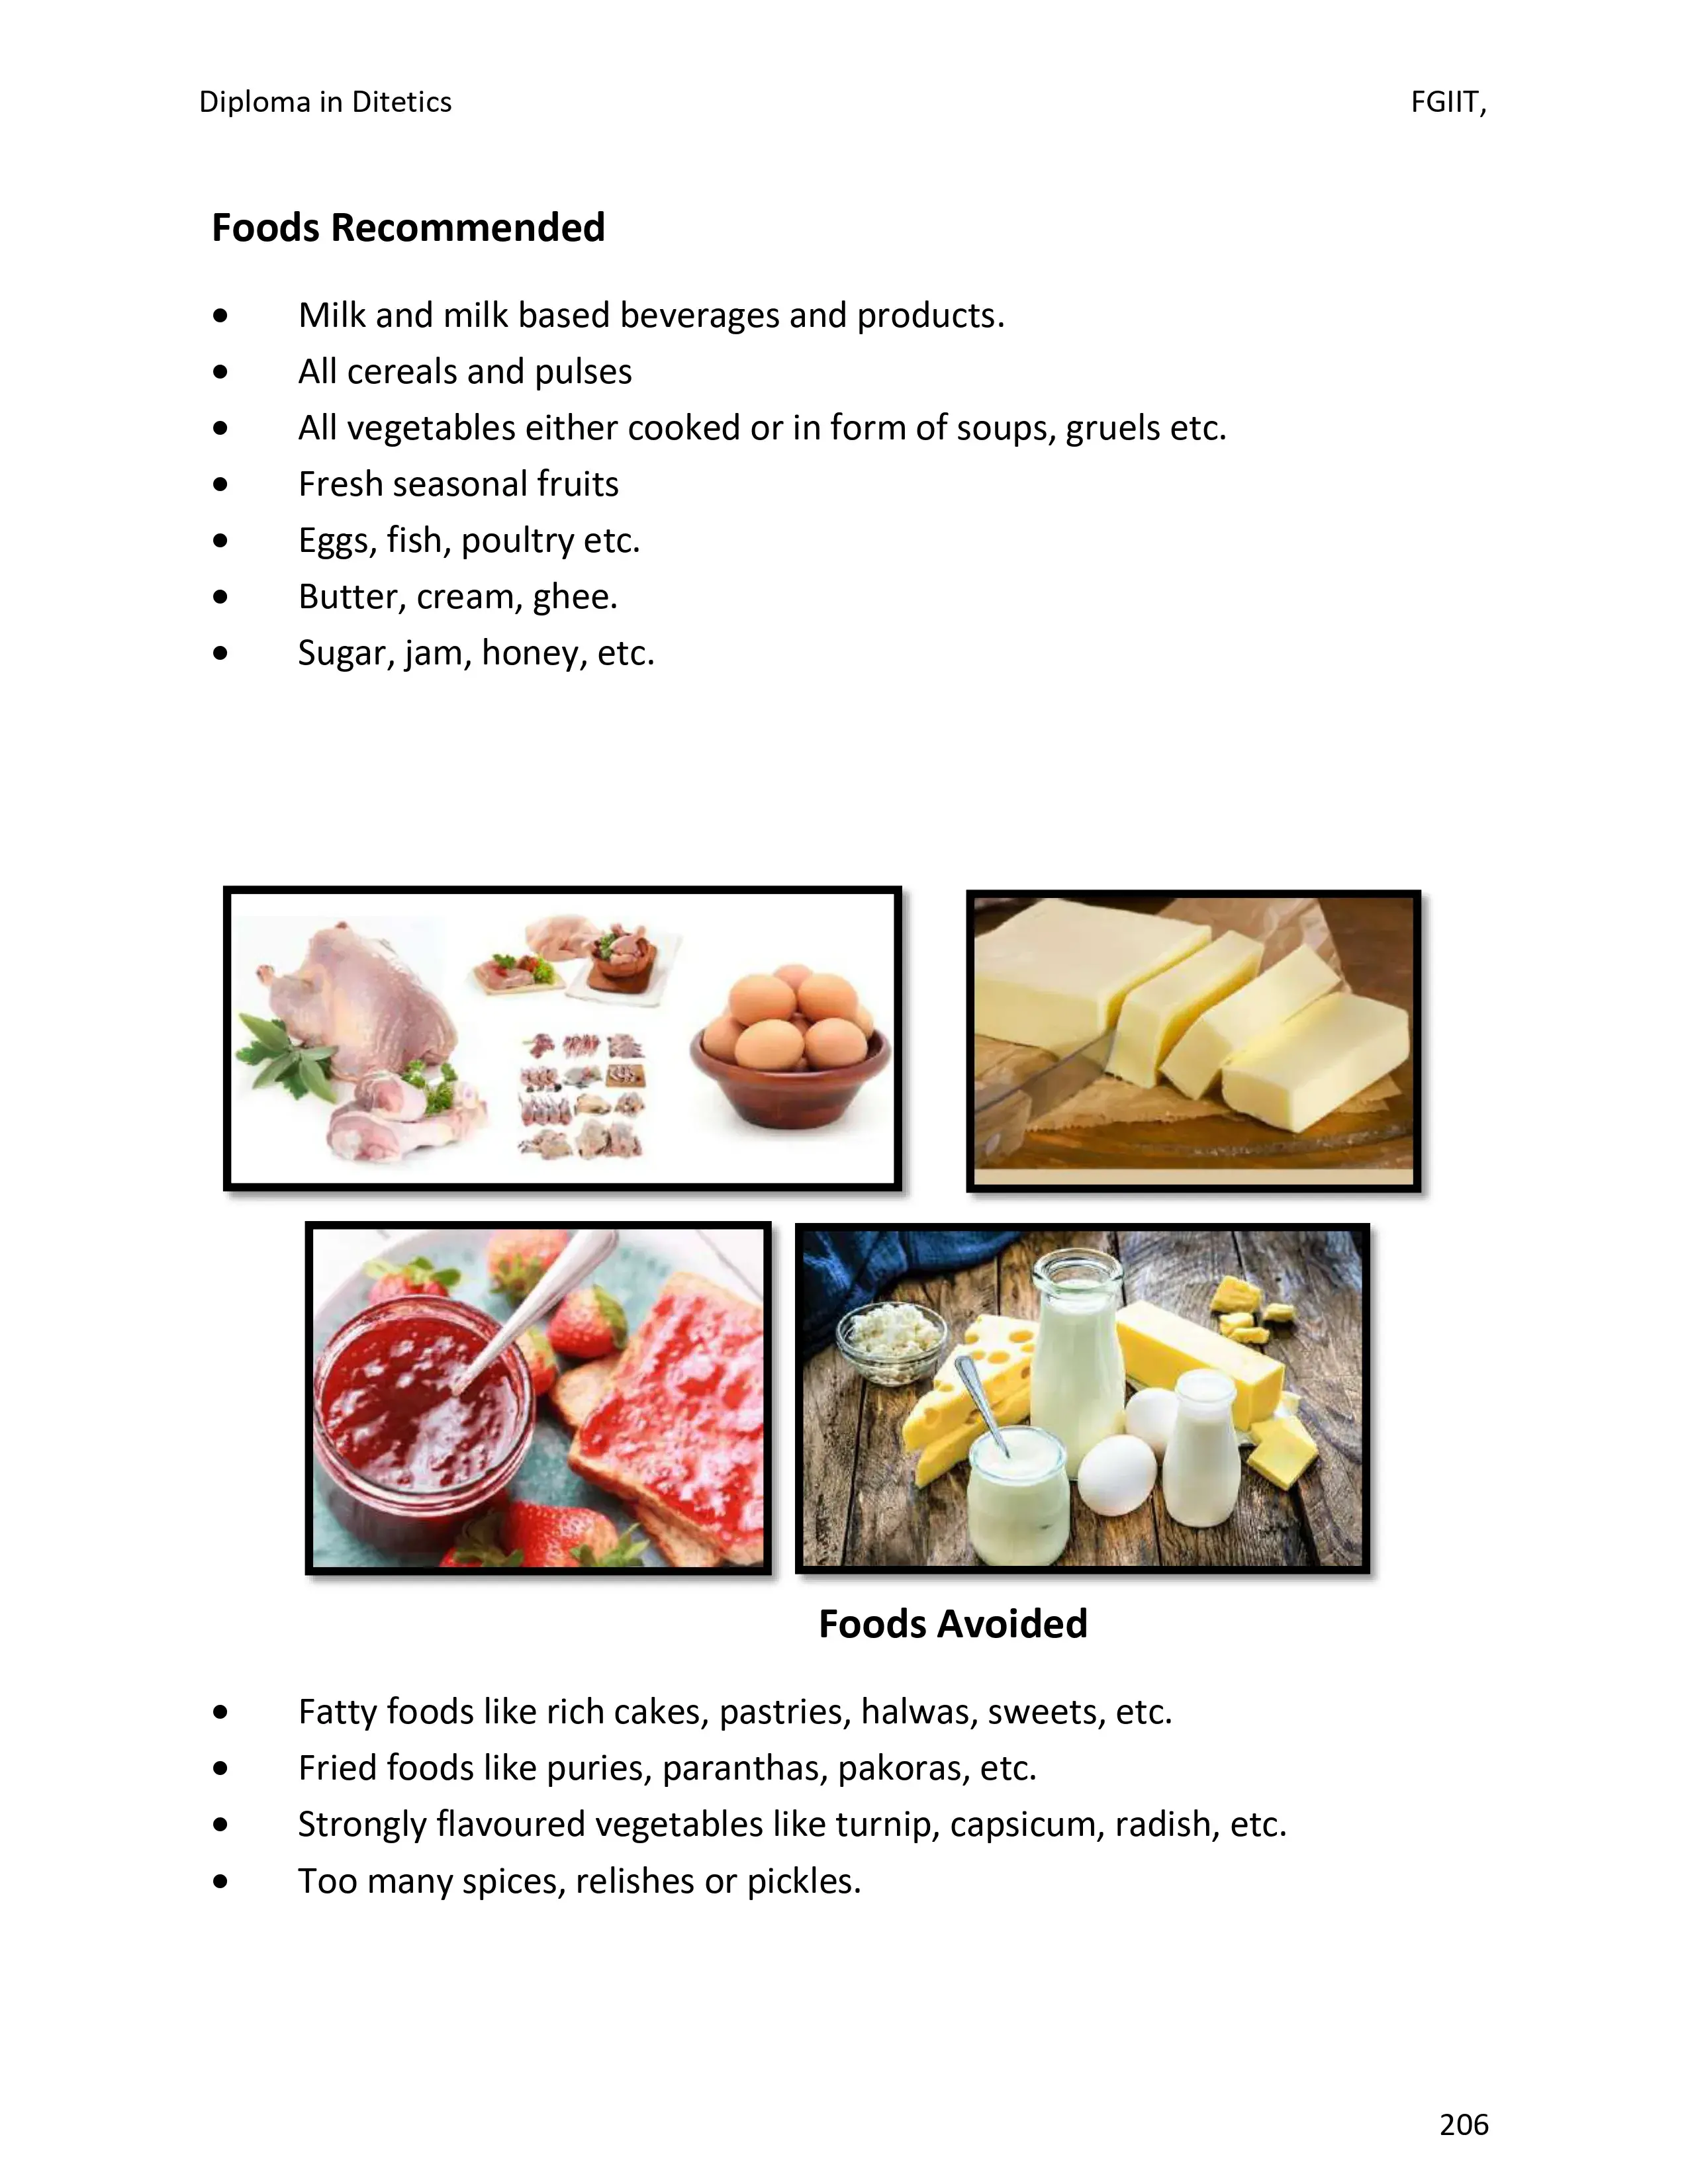 Diploma in Ditetics FGIIT,
Foods Recommended
• Milk and milk based beverages and products.
• All cereals and pulses
• All vegetables either cooked or in form of soups, gruels etc.
• Fresh seasonal fruits
• Eggs, fish, poultry etc.
• Butter, cream, ghee.
• Sugar, jam, honey, etc.
Foods Avoided
• Fatty foods like rich cakes, pastries, halwas, sweets, etc.
• Fried foods like puries, paranthas, pakoras, etc.
• Strongly flavoured vegetables like turnip, capsicum, radish, etc.
• Too many spices, relishes or pickles.
206